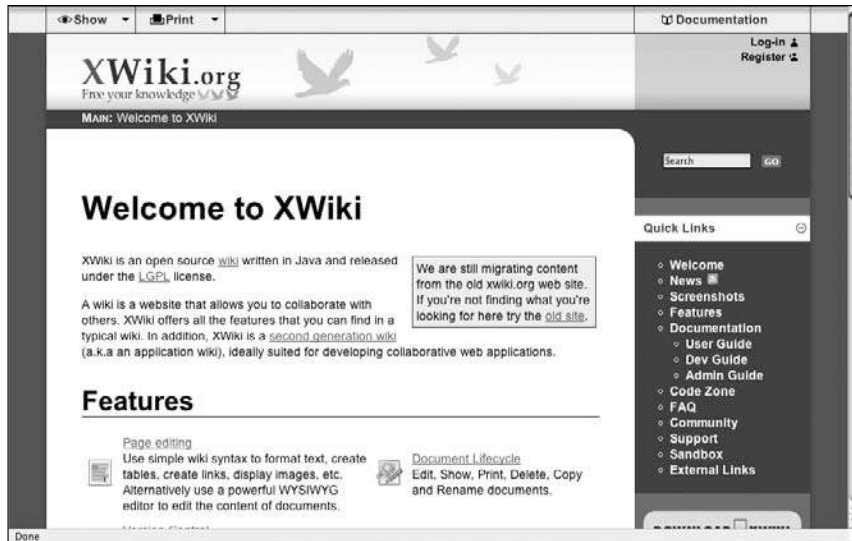 Show Print Documentation
Log-in
Register
XWiki.org
Free your knowledge
MAIN: Welcome to XWiki
Search GO
Welcome to XWiki
Quick Links
XWiki is an open source wiki written in Java and released
under the LGPL license.
We are still migrating content
from the old xwiki.org web site.
If you're not finding what you're
looking for here try the old site.
A wiki is a website that allows you to collaborate with
others. XWiki offers all the features that you can find in a
typical wiki. In addition, XWiki is a second generation wiki
(a.k.a an application wiki), ideally suited for developing collaborative web applications.
Welcome
News
Screenshots
Features
Documentation
User Guide
Dev Guide
Admin Guide
Code Zone
FAQ
Community
Support
Sandbox
External Links
Features
Page editing
Use simple wiki syntax to format text, create
tables, create links, display images, etc.
Alternatively use a powerful WYSIWYG
editor to edit the content of documents.
Document Lifecycle
Edit, Show, Print, Delete, Copy
and Rename documents.
Done